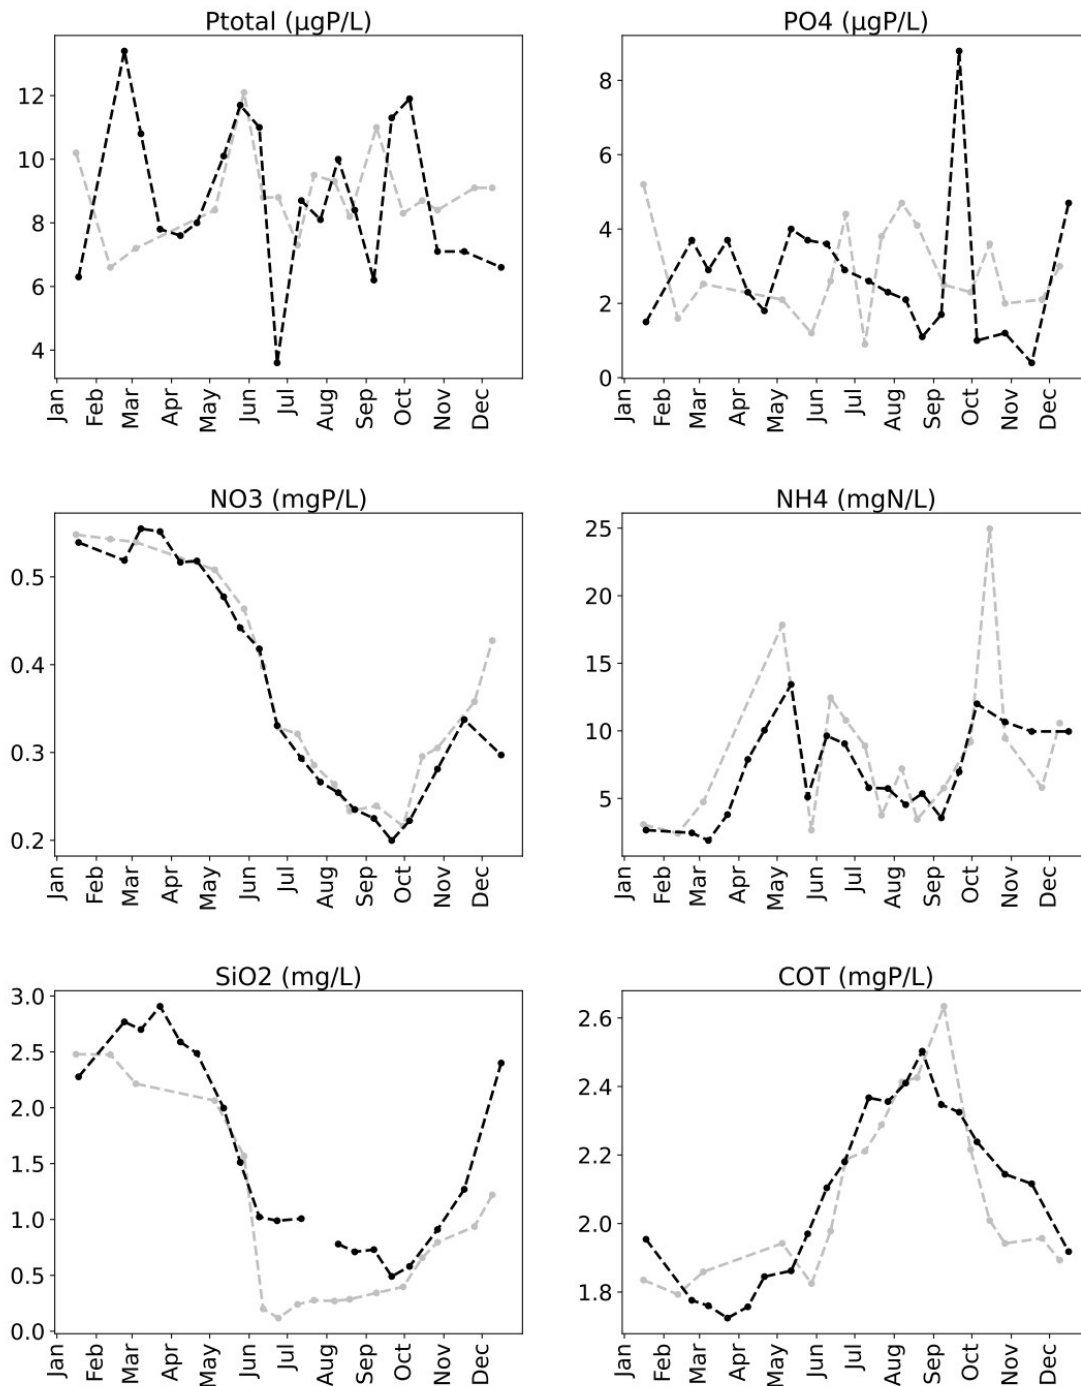 Ptotal (µgP/L)
12
10
8
6
4
Jan Feb Mar Apr May Jun Jul Aug Sep Oct Nov Dec
PO4 (µgP/L)
8
6
4
2
0
Jan Feb Mar Apr May Jun Jul Aug Sep Oct Nov Dec
NO3 (mgP/L)
0.5
0.4
0.3
0.2
Jan Feb Mar Apr May Jun Jul Aug Sep Oct Nov Dec
NH4 (mgN/L)
25
20
15
10
5
Jan Feb Mar Apr May Jun Jul Aug Sep Oct Nov Dec
SiO2 (mg/L)
3.0
2.5
2.0
1.5
1.0
0.5
0.0
Jan Feb Mar Apr May Jun Jul Aug Sep Oct Nov Dec
COT (mgP/L)
2.6
2.4
2.2
2.0
1.8
Jan Feb Mar Apr May Jun Jul Aug Sep Oct Nov Dec